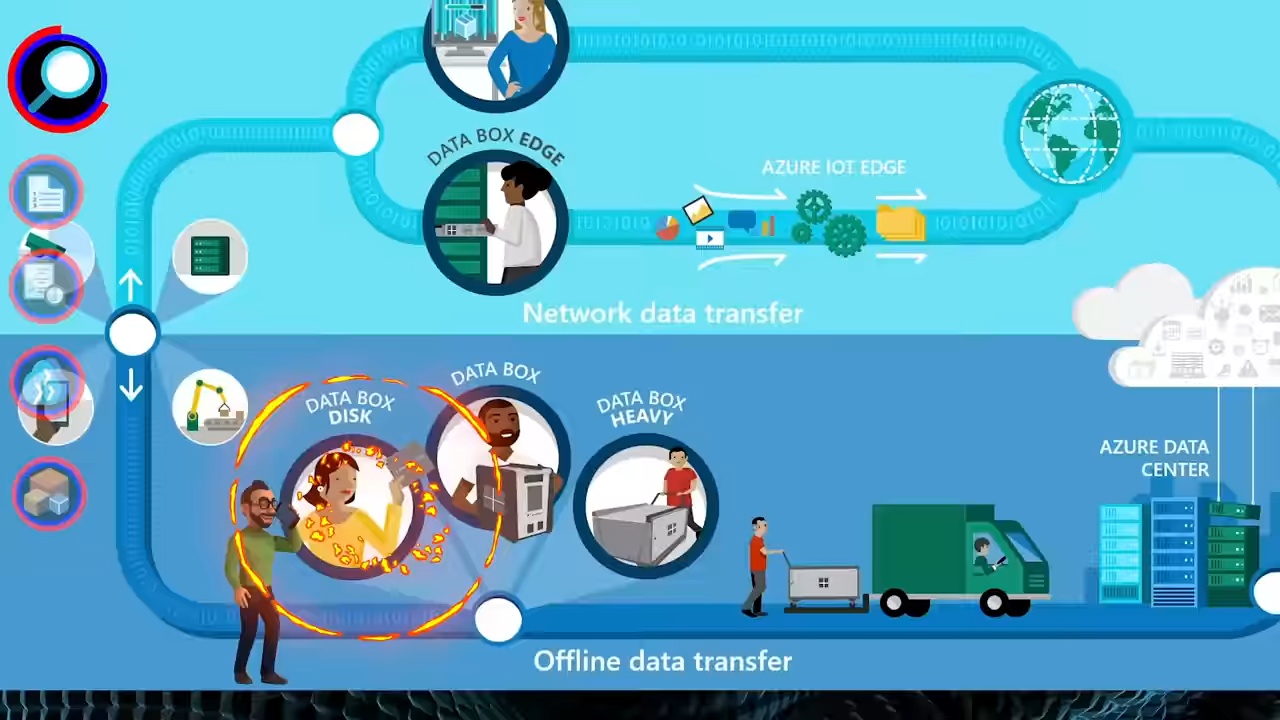 DATA BOX EDGE
AZURE IOT EDGE
Network data transfer
DATA BOX
DISK
DATA BOX
DATA BOX
HEAVY
AZURE DATA
CENTER
Offline data transfer